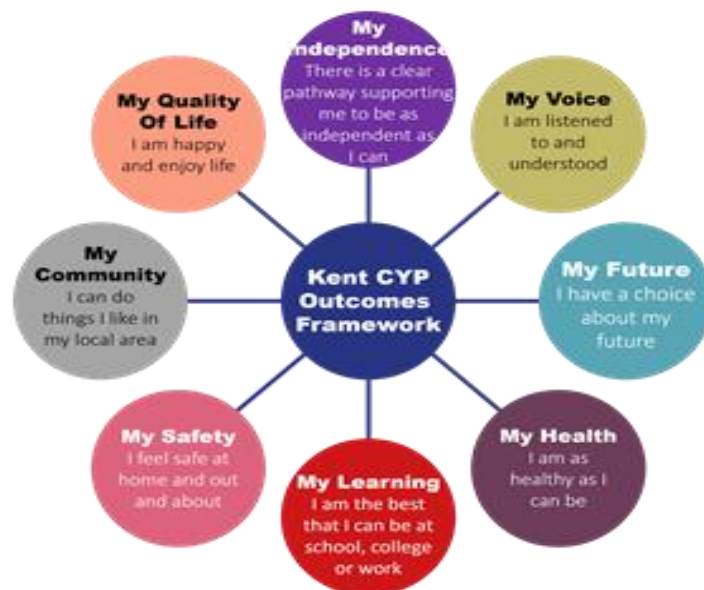 My
Independence
There is a clear
pathway supporting
me to be as
independent as
I can
My Voice
I am listened
to and
understood
My Future
I have a choice
about my
future
My Health
I am as
healthy as I
can be
My Learning
I am the best
that I can be at
school, college
or work
My Safety
I feel safe at
home and out
and about
My
Community
I can do
things I like in
my local area
My Quality
Of Life
I am happy
and enjoy life
Kent CYP
Outcomes
Framework